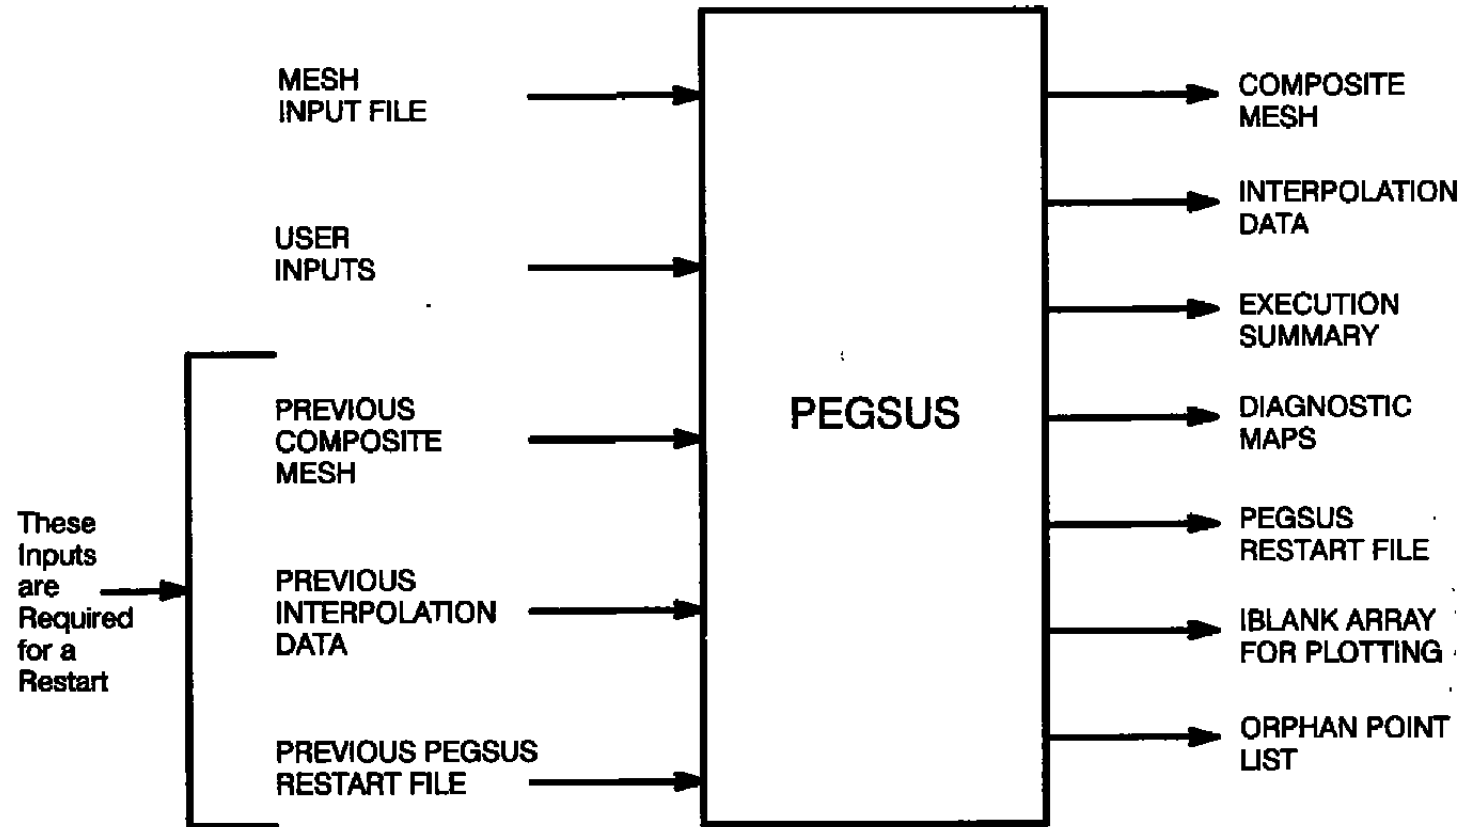 MESH
INPUT FILE
USER
INPUTS
PREVIOUS
COMPOSITE
MESH
These
Inputs
are
Required
for a
Restart
PREVIOUS
INTERPOLATION
DATA
PREVIOUS PEGSUS
RESTART FILE
PEGSUS
COMPOSITE
MESH
INTERPOLATION
DATA
EXECUTION
SUMMARY
DIAGNOSTIC
MAPS
PEGSUS
RESTART FILE
IBLANK ARRAY
FOR PLOTTING
ORPHAN POINT
LIST